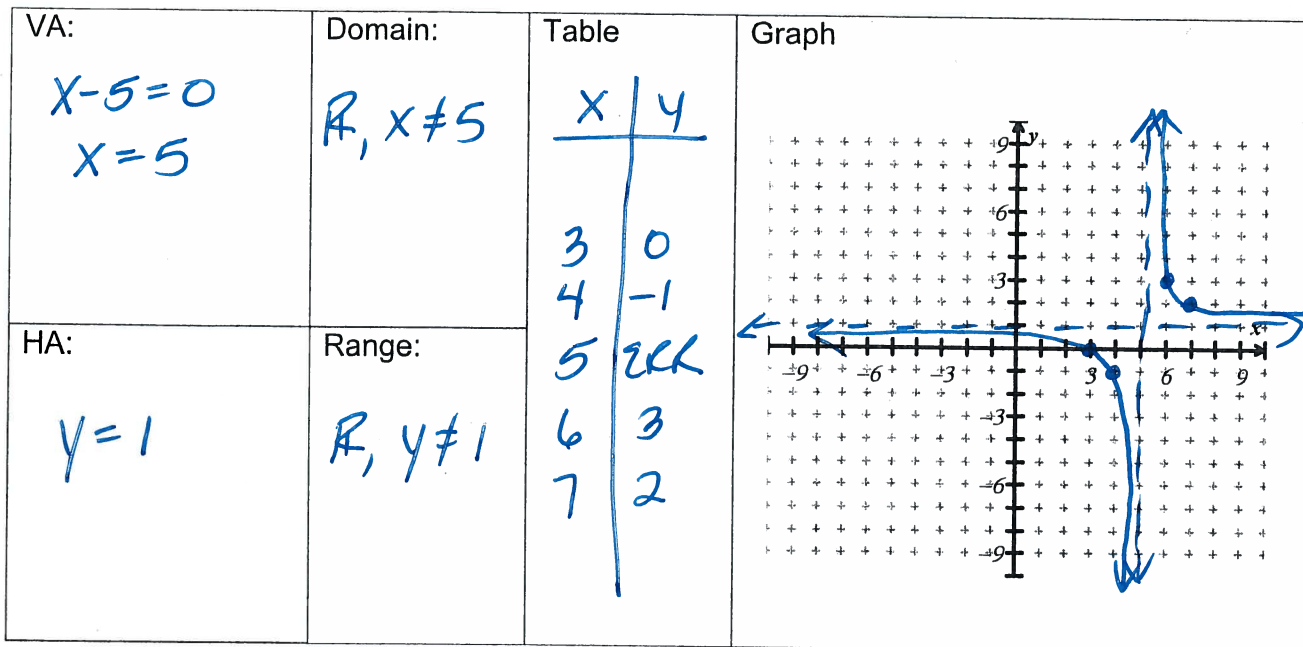 VA:
x-5=0
x=5
Domain:
ℝ, x≠5
Table
x y
3 0
4 -1
5 ERR
6 3
7 2
Graph
y
9
6
3
-9 -6 -3 3 6 9 x
-3
-6
-9
HA:
y=1
Range:
ℝ, y≠1